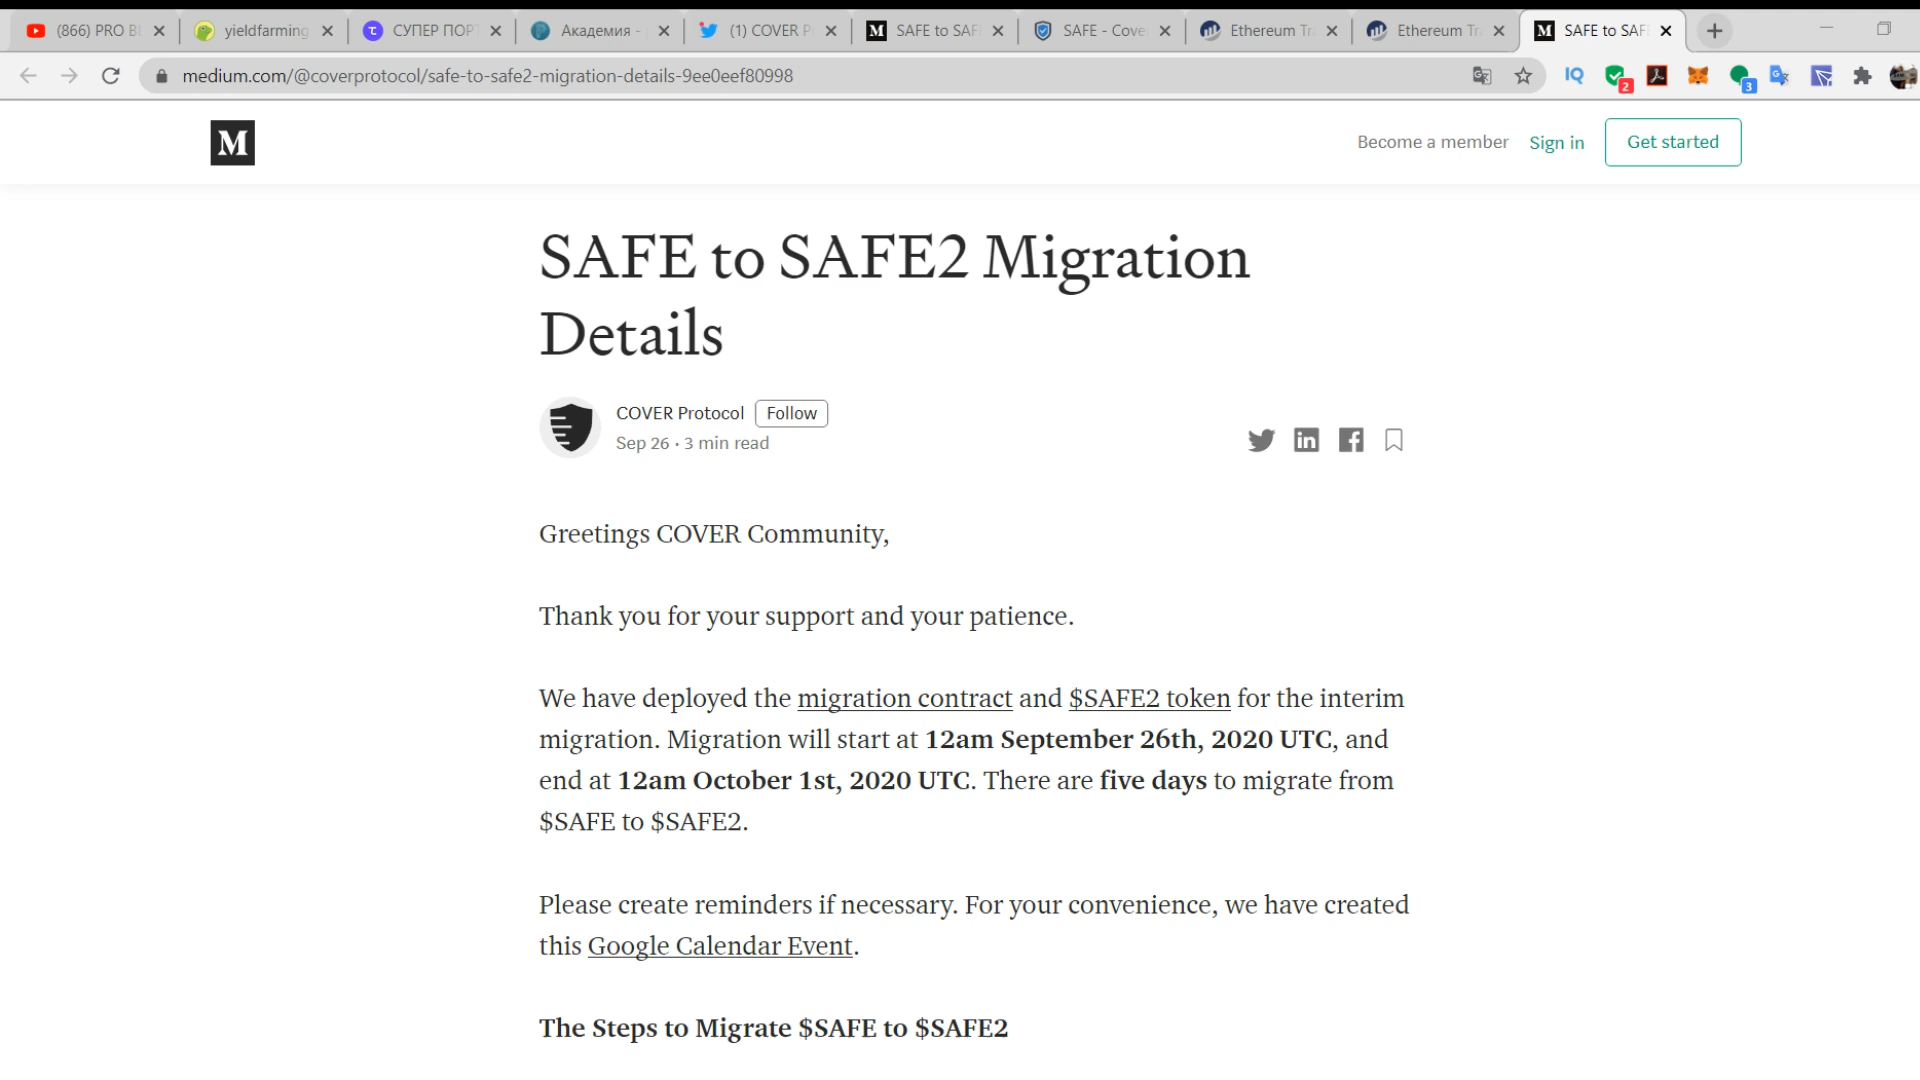 (866) PRO B
yieldfarming
СУПЕР ПОР
Академия -
(1) COVER P
SAFE to SAF
SAFE - Cove
Ethereum Tr
Ethereum Tr
SAFE to SAF
medium.com/@coverprotocol/safe-to-safe2-migration-details-9ee0eef80998
IQ
2
3
M
Become a member
Sign in
Get started
SAFE to SAFE2 Migration
Details
COVER Protocol
Follow
Sep 26 · 3 min read
Greetings COVER Community,
Thank you for your support and your patience.
We have deployed the migration contract and $SAFE2 token for the interim
migration. Migration will start at 12am September 26th, 2020 UTC, and
end at 12am October 1st, 2020 UTC. There are five days to migrate from
$SAFE to $SAFE2.
Please create reminders if necessary. For your convenience, we have created
this Google Calendar Event.
The Steps to Migrate $SAFE to $SAFE2